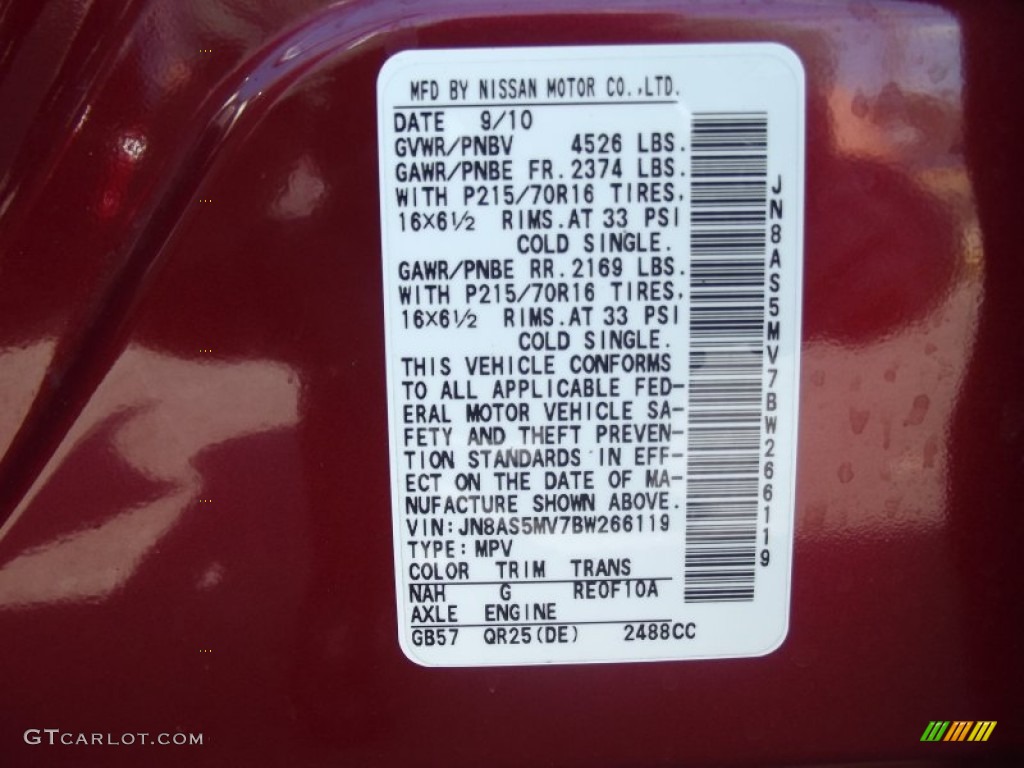 MFD BY NISSAN MOTOR CO.,LTD.
DATE 9/10
GVWR/PNBV 4526 LBS.
GAWR/PNBE FR. 2374 LBS.
WITH P215/70R16 TIRES,
16×6½ RIMS. AT 33 PSI
COLD SINGLE.
GAWR/PNBE RR. 2169 LBS.
WITH P215/70R16 TIRES,
16×6½ RIMS. AT 33 PSI
COLD SINGLE.
THIS VEHICLE CONFORMS
TO ALL APPLICABLE FED-
ERAL MOTOR VEHICLE SA-
FETY AND THEFT PREVEN-
TION STANDARDS IN EFF-
ECT ON THE DATE OF MA-
NUFACTURE SHOWN ABOVE.
VIN: JN8AS5MV7BW266119
TYPE: MPV
COLOR TRIM TRANS
NAH G RE0F10A
AXLE ENGINE
GB57 QR25(DE) 2488CC
JN8AS5MV7BW266119
GTCARLOT.COM